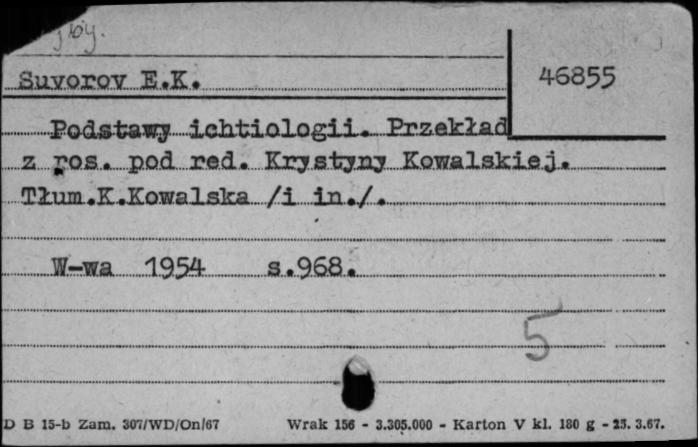 Suvorov E.K.
46855
Podstawy ichtiologii. Przekład
z ros. pod red. Krystyny Kowalskiej.
Tłum.K.Kowalska /i in./.
W-wa 1954 s.968.
5
D B 15-b Zam. 307/WD/On/67 Wrak 156 - 3.305.000 - Karton V kl. 180 g - 23. 3.67.